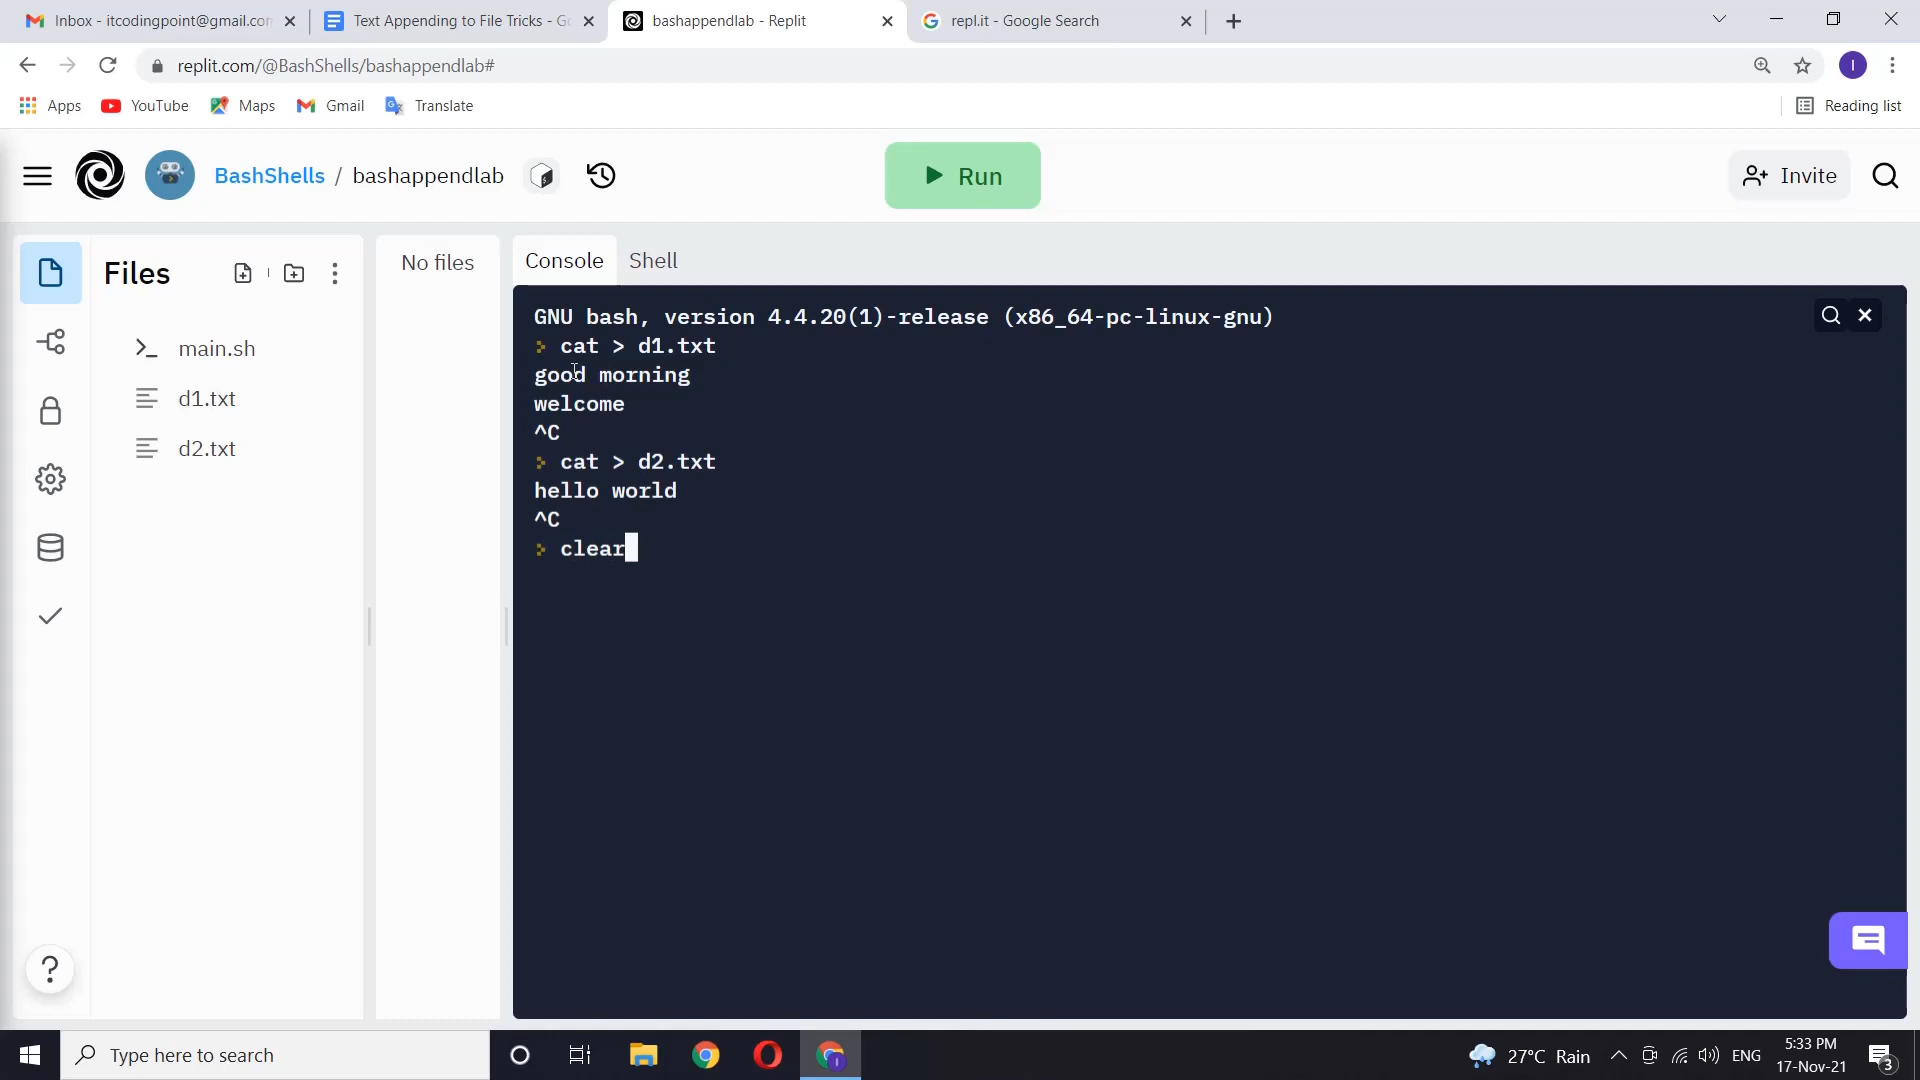 Inbox - itcodingpoint@gmail.com
Text Appending to File Tricks - Go
bashappendlab - Replit
repl.it - Google Search
replit.com/@BashShells/bashappendlab#
I
Apps
YouTube
Maps
Gmail
Translate
Reading list
BashShells / bashappendlab
Run
Invite
Files
No files
Console
Shell
main.sh
d1.txt
d2.txt
GNU bash, version 4.4.20(1)-release (x86_64-pc-linux-gnu)
cat > d1.txt
good morning
welcome
^C
cat > d2.txt
hello world
^C
clear
?
Type here to search
27°C Rain
ENG
5:33 PM
17-Nov-21
3